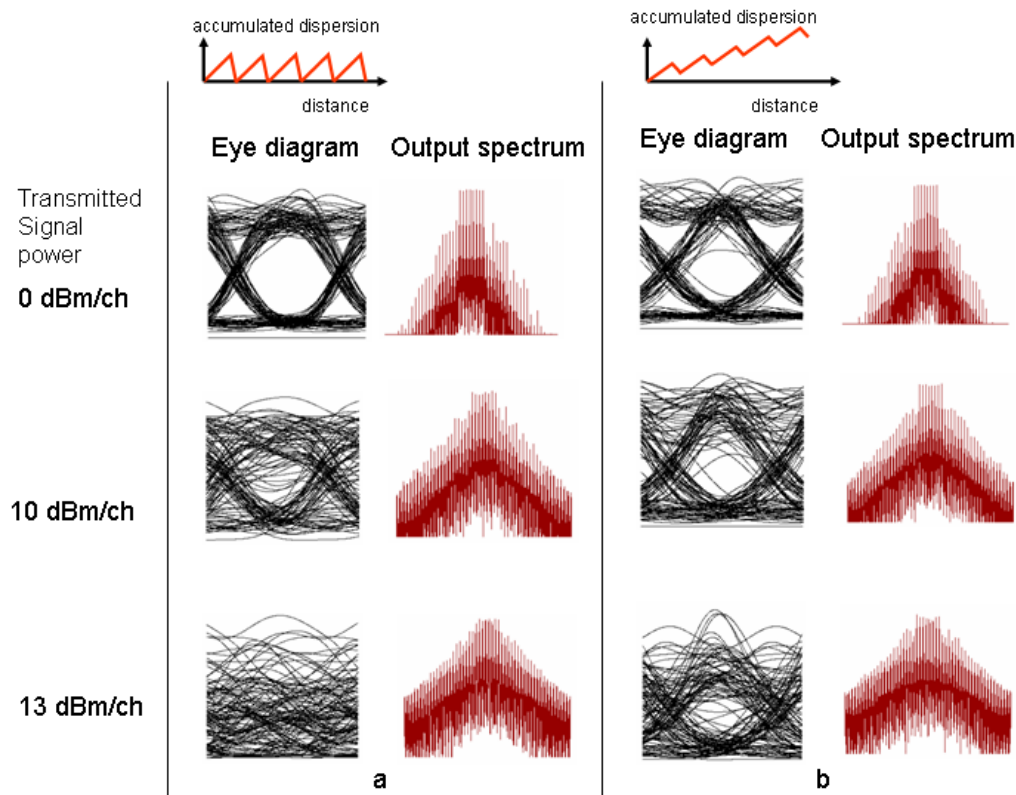 accumulated dispersion
distance
accumulated dispersion
distance
Eye diagram
Output spectrum
Eye diagram
Output spectrum
Transmitted
Signal
power
0 dBm/ch
10 dBm/ch
13 dBm/ch
a
b